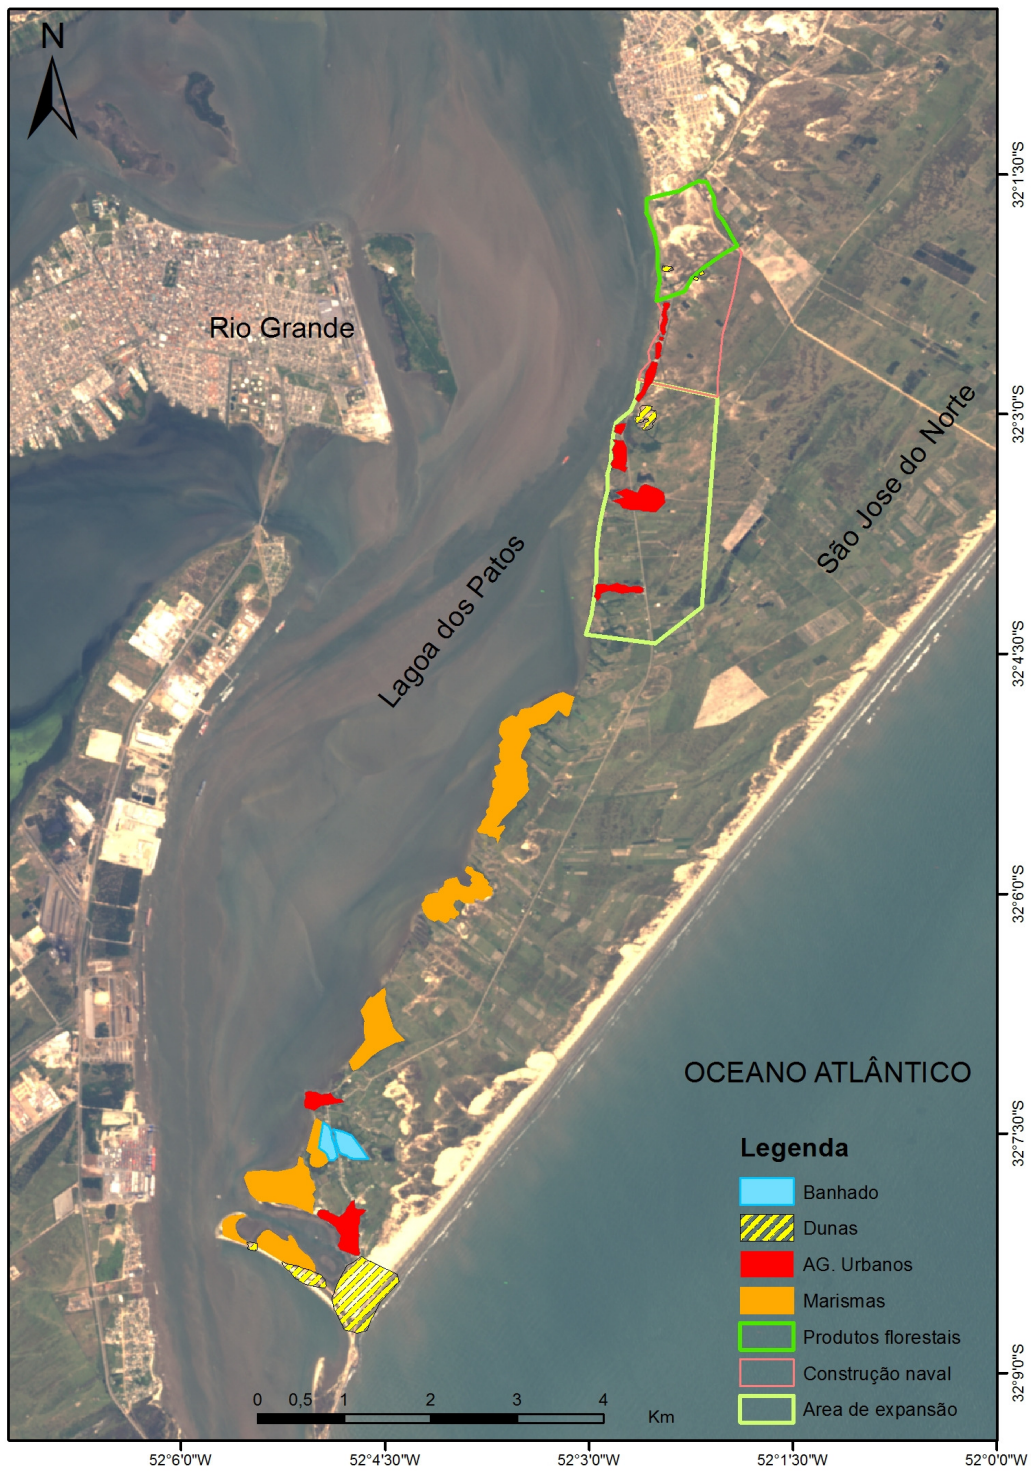 N
32°1'30"S
Rio Grande
32°3'0"S
São Jose do Norte
Lagoa dos Patos
32°4'30"S
32°6'0"S
OCEANO ATLÂNTICO
32°7'30"S
Legenda
Banhado
Dunas
AG. Urbanos
Marismas
Produtos florestais
Construção naval
Area de expansão
32°9'0"S
0 0,5 1 2 3 4
Km
52°6'0"W 52°4'30"W 52°3'0"W 52°1'30"W 52°0'0"W